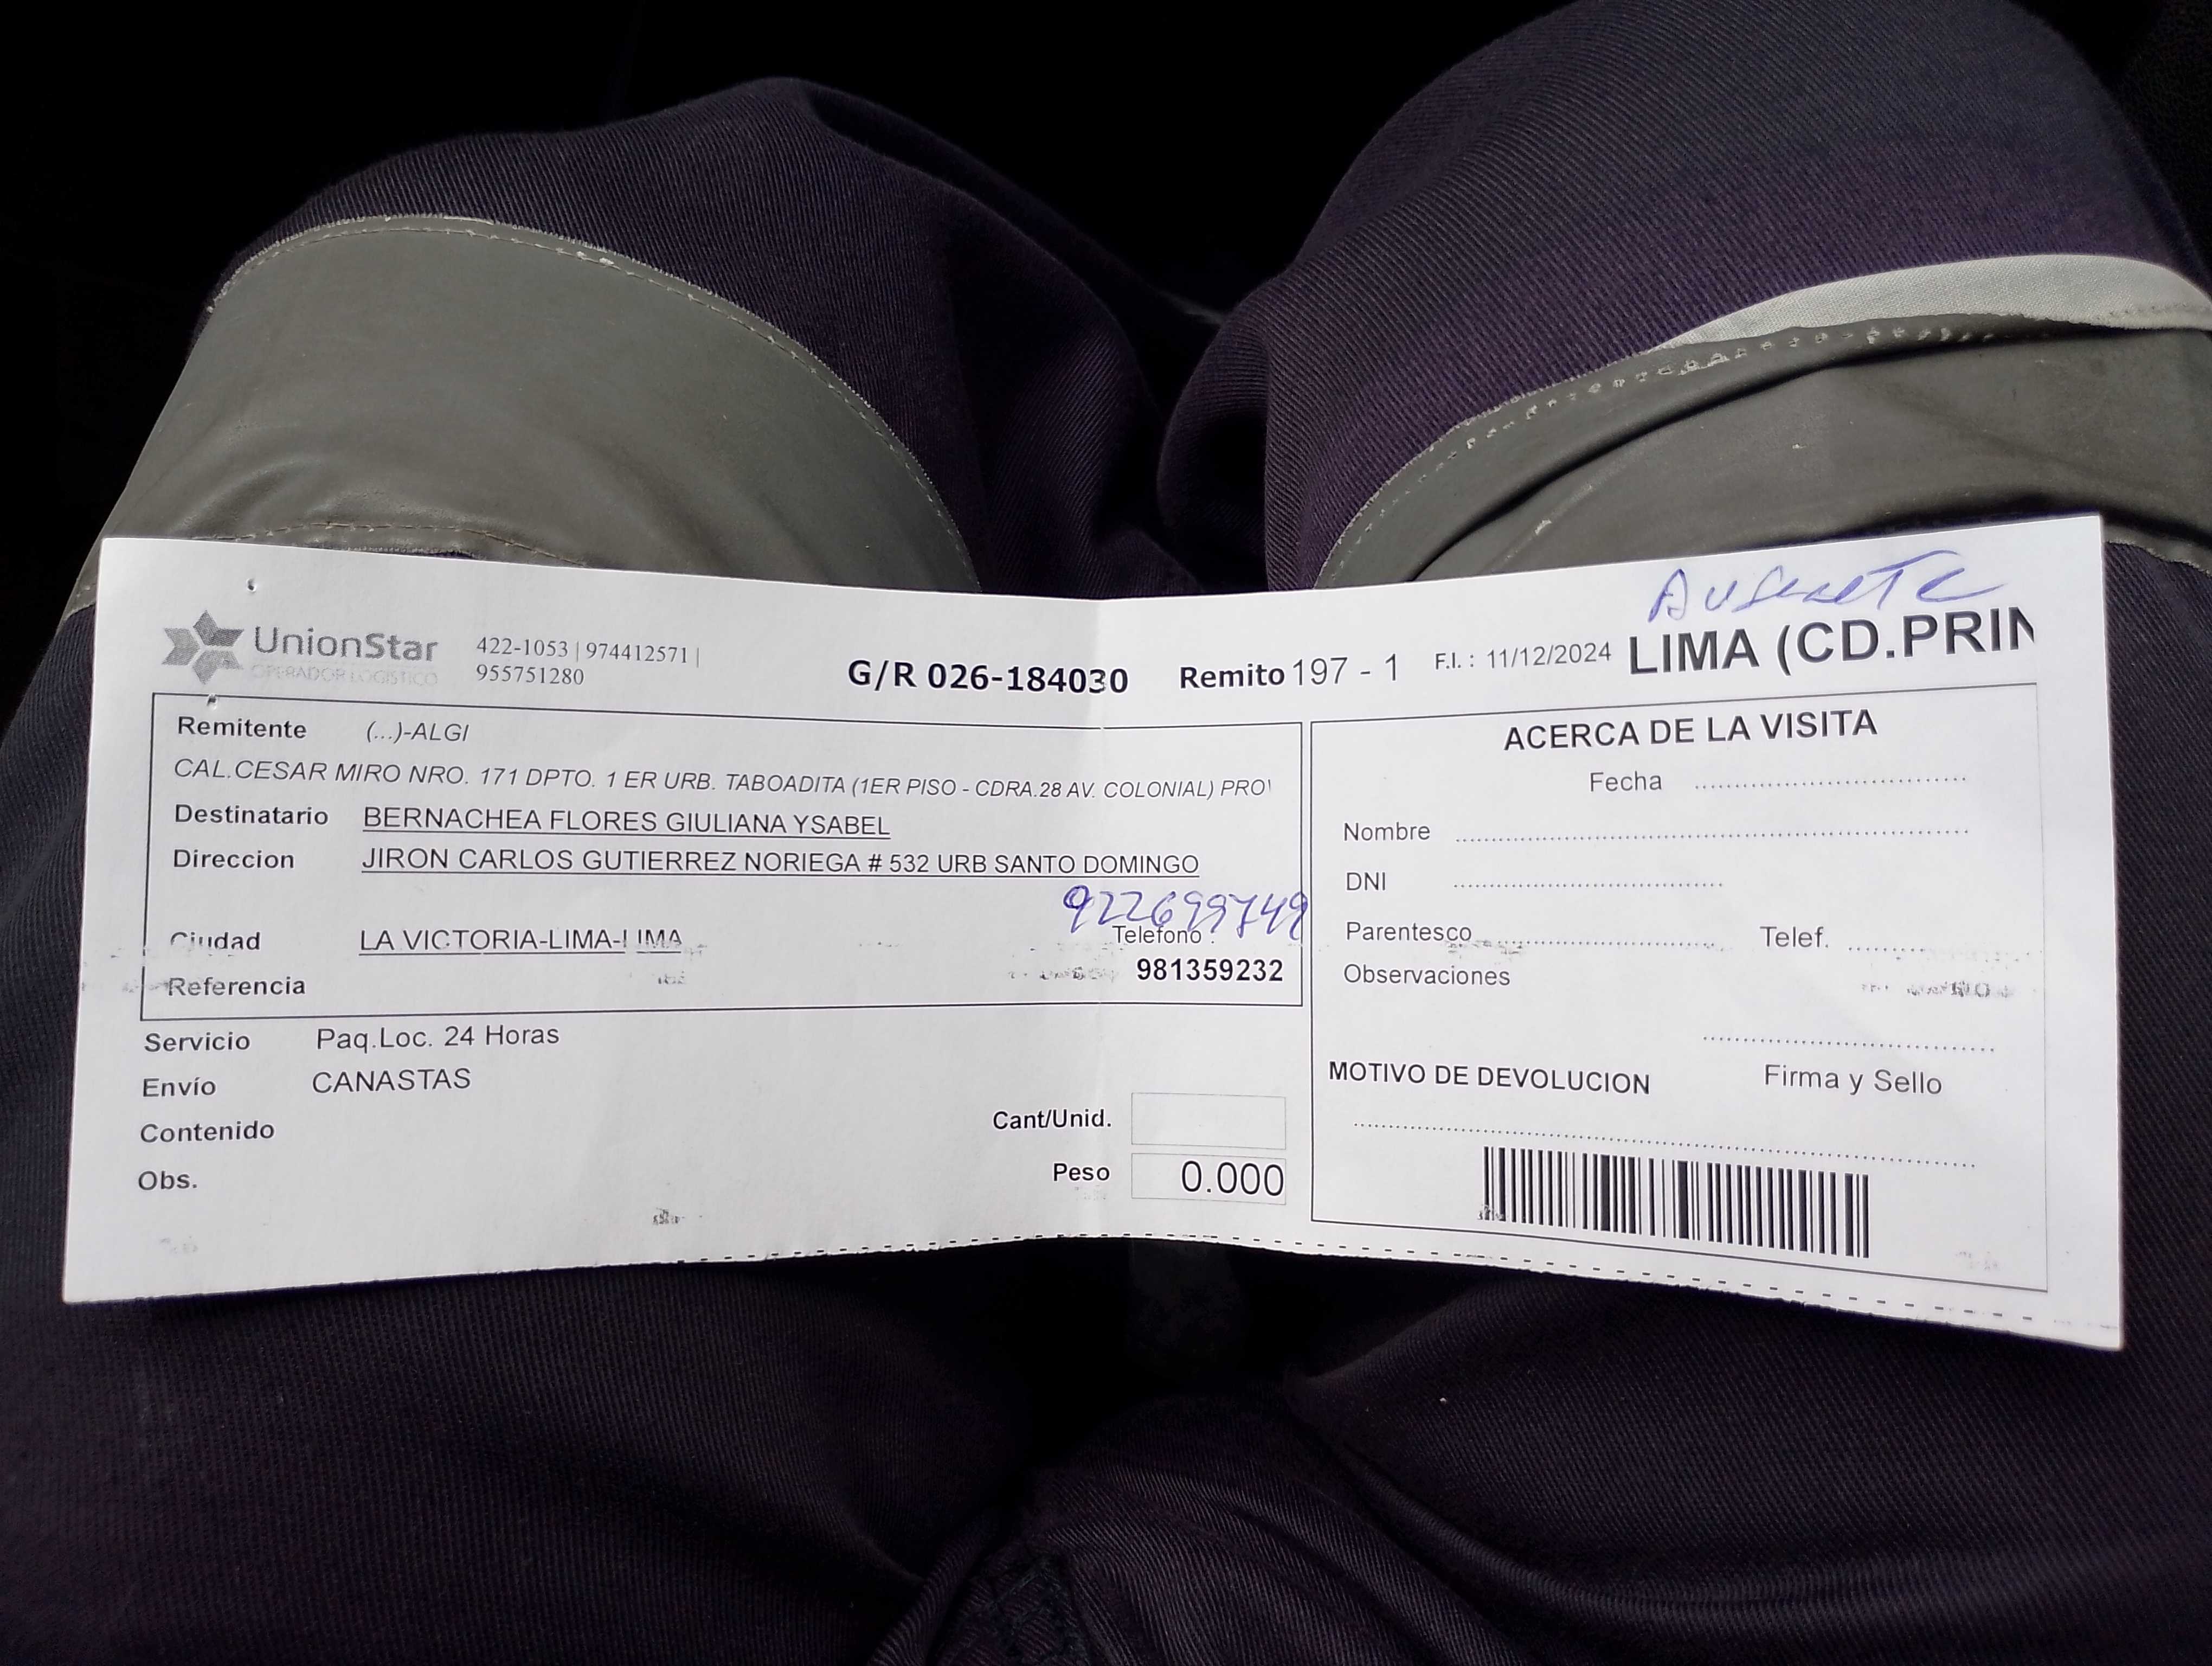 Ausente
UnionStar
OPERADOR LOGISTICO
422-1053 | 974412571 |
955751280
G/R 026-184030 Remito 197 - 1 F.I. : 11/12/2024 LIMA (CD.PRIN
Remitente (...)-ALGI
CAL.CESAR MIRO NRO. 171 DPTO. 1 ER URB. TABOADITA (1ER PISO - CDRA.28 AV. COLONIAL) PRO
Destinatario BERNACHEA FLORES GIULIANA YSABEL
Direccion JIRON CARLOS GUTIERREZ NORIEGA # 532 URB SANTO DOMINGO
922699749
Ciudad LA VICTORIA-LIMA-LIMA Telefono :
981359232
Referencia
Servicio Paq.Loc. 24 Horas
Envío CANASTAS
Contenido
Cant/Unid.
Obs.
Peso 0.000
ACERCA DE LA VISITA
Fecha
Nombre
DNI
Parentesco Telef.
Observaciones
MOTIVO DE DEVOLUCION Firma y Sello